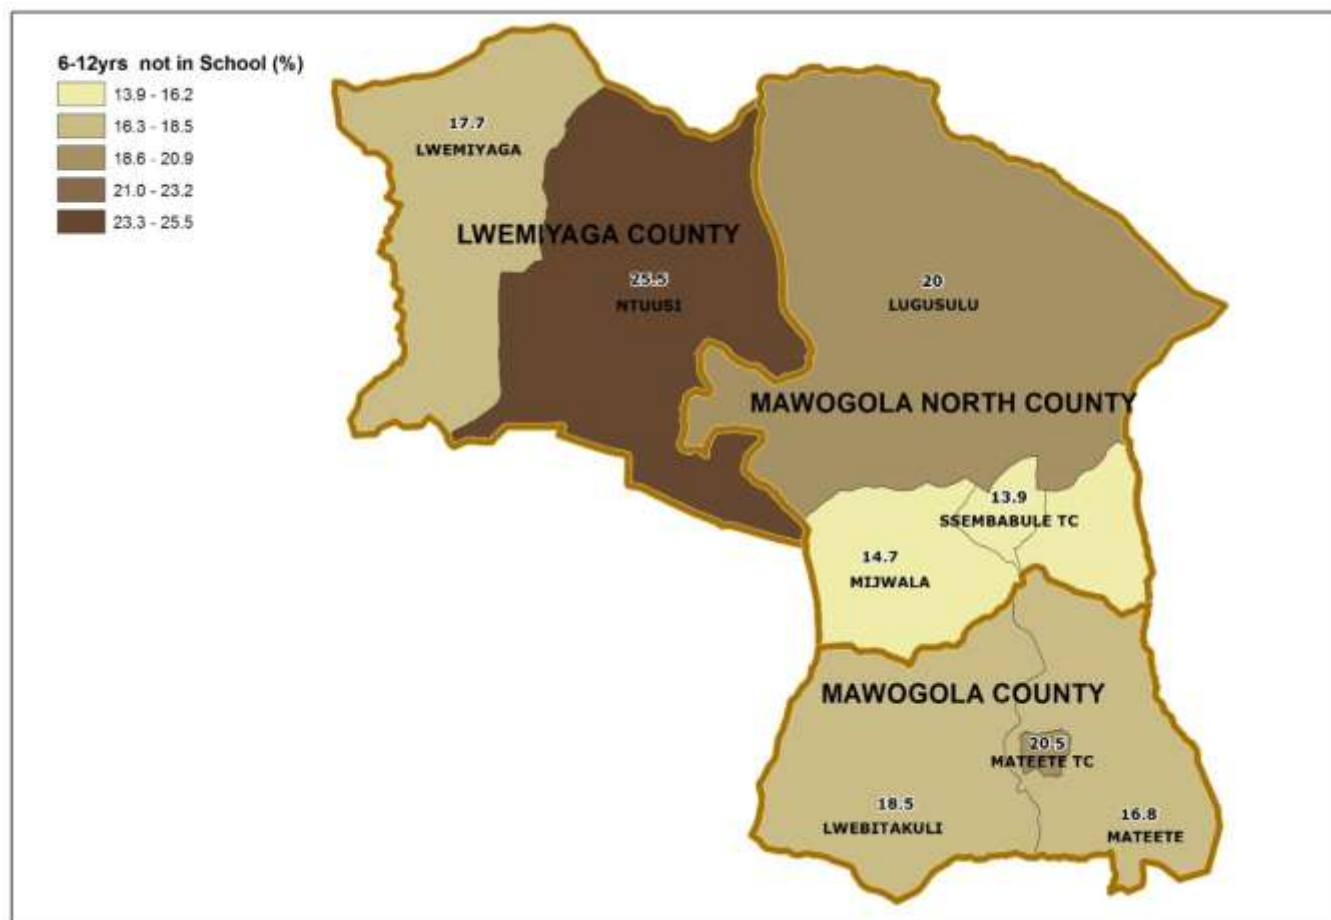 6-12yrs not in School (%)
13.9 - 16.2
16.3 - 18.5
18.6 - 20.9
21.0 - 23.2
23.3 - 25.5
17.7
LWEMIYAGA
LWEMIYAGA COUNTY
25.5
NTUUSI
20
LUGUSULU
MAWOGOLA NORTH COUNTY
13.9
SSEMBABULE TC
14.7
MIJWALA
MAWOGOLA COUNTY
20.5
MATEETE TC
18.5
LWEBITAKULI
16.8
MATEETE